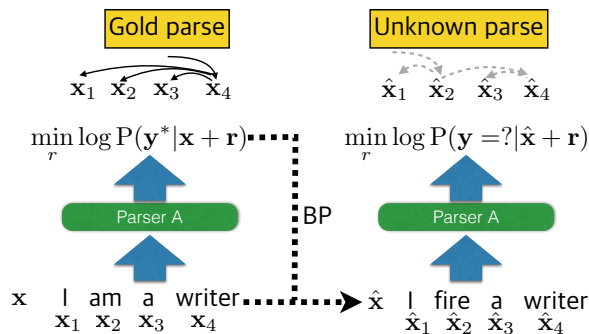 Gold parse Unknown parse
x₁ x₂ x₃ x₄ x̂₁ x̂₂ x̂₃ x̂₄
min log P(y*|x + r) min log P(y =?|x̂ + r)
r r
Parser A BP Parser A
x I am a writer x̂ I fire a writer
x₁ x₂ x₃ x₄ x̂₁ x̂₂ x̂₃ x̂₄